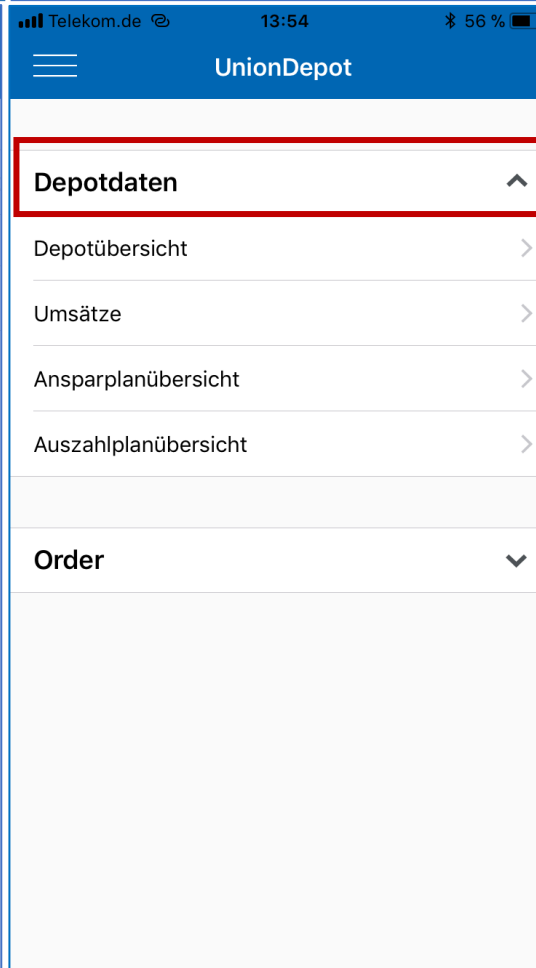 Telekom.de 13:54 56 %
UnionDepot
Depotdaten
Depotübersicht
Umsätze
Ansparplanübersicht
Auszahlplanübersicht
Order